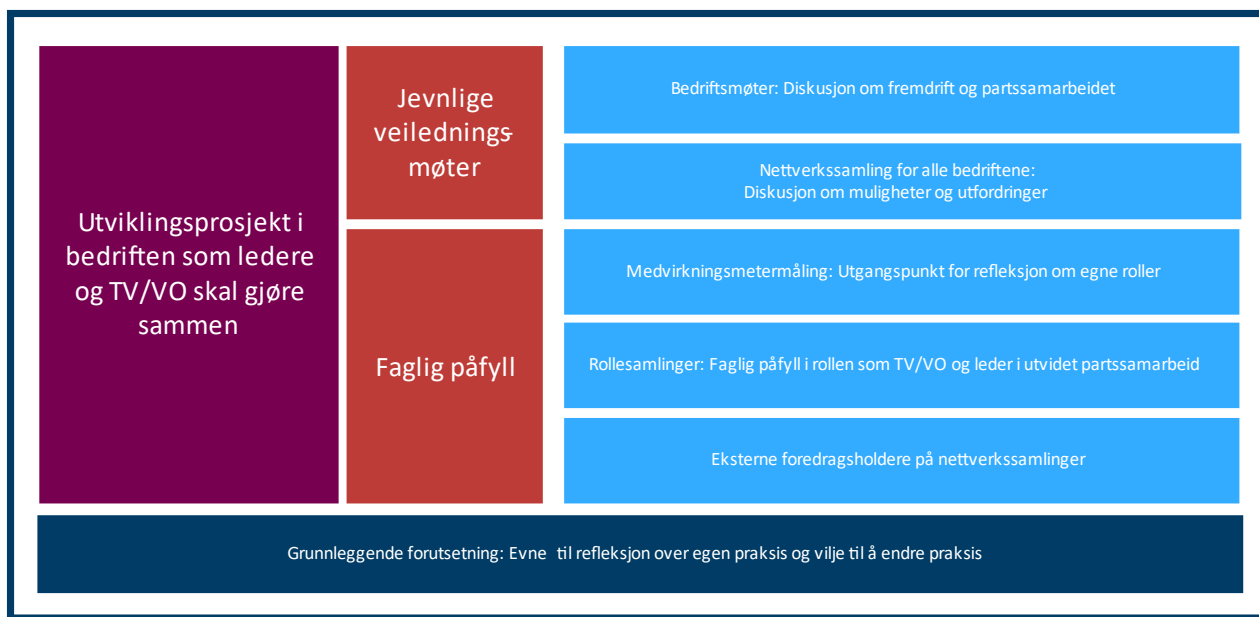 Utviklingsprosjekt i
bedriften som ledere
og TV/VO skal gjøre
sammen
Jevnlige
veilednings-
møter
Faglig påfyll
Bedriftsmøter: Diskusjon om fremdrift og partssamarbeidet
Nettverkssamling for alle bedriftene:
Diskusjon om muligheter og utfordringer
Medvirkningsmetermåling: Utgangspunkt for refleksjon om egne roller
Rollesamlinger: Faglig påfyll i rollen som TV/VO og leder i utvidet partssamarbeid
Eksterne foredragsholdere på nettverkssamlinger
Grunnleggende forutsetning: Evne til refleksjon over egen praksis og vilje til å endre praksis